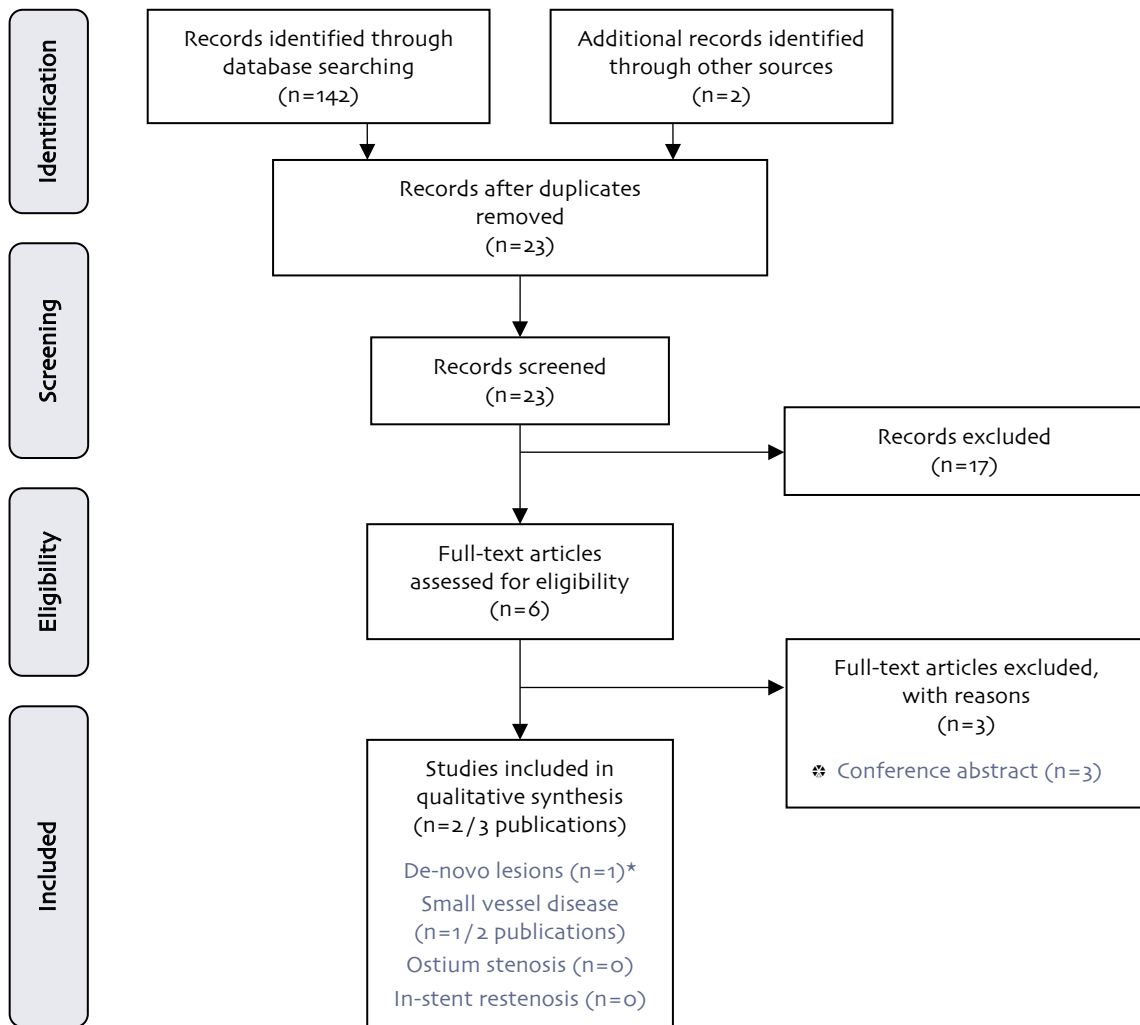 Identification
Records identified through
database searching
(n=142)
Additional records identified
through other sources
(n=2)
Records after duplicates
removed
(n=23)
Screening
Records screened
(n=23)
Records excluded
(n=17)
Eligibility
Full-text articles
assessed for eligibility
(n=6)
Full-text articles excluded,
with reasons
(n=3)
Conference abstract (n=3)
Included
Studies included in
qualitative synthesis
(n=2/3 publications)
De-novo lesions (n=1)*
Small vessel disease
(n=1/2 publications)
Ostium stenosis (n=0)
In-stent restenosis (n=0)